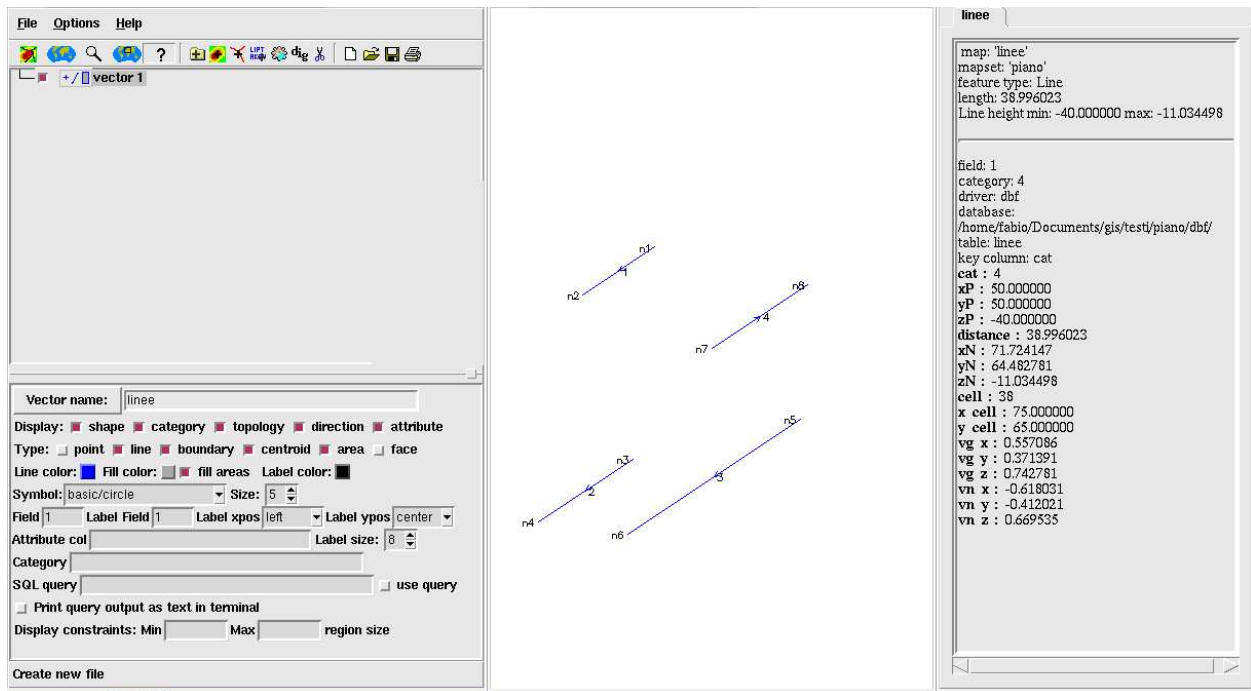 File Options Help
?
LIPT
REQU
dig
vector 1
Vector name: linee
Display: shape category topology direction attribute
Type: point line boundary centroid area face
Line color: Fill color: fill areas Label color:
Symbol: basic/circle Size: 5
Field 1 Label Field 1 Label xpos left Label ypos center
Attribute col Label size: 8
Category
SQL query use query
Print query output as text in terminal
Display constraints: Min Max region size
Create new file
n1
1
n2
n8
4
n7
n5
n3
3
2
n4
n6
linee
map: 'linee'
mapset: 'piano'
feature type: Line
length: 38.996023
Line height min: -40.000000 max: -11.034498
field: 1
category: 4
driver: dbf
database:
/home/fabio/Documents/gis/testi/piano/dbf/
table: linee
key column: cat
cat : 4
xP : 50.000000
yP : 50.000000
zP : -40.000000
distance : 38.996023
xN : 71.724147
yN : 64.482781
zN : -11.034498
cell : 38
x cell : 75.000000
y cell : 65.000000
vg x : 0.557086
vg y : 0.371391
vg z : 0.742781
vn x : -0.618031
vn y : -0.412021
vn z : 0.669535